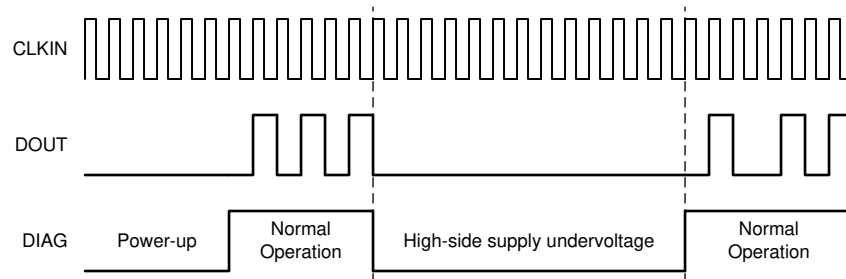 CLKIN
DOUT
DIAG
Power-up
Normal
Operation
High-side supply undervoltage
Normal
Operation